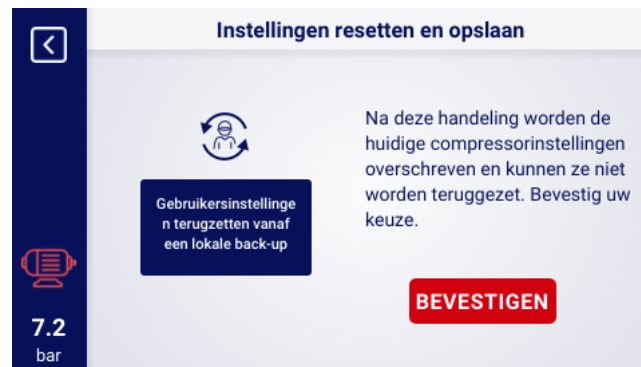 Instellingen resetten en opslaan
Gebruikersinstellinge
n terugzetten vanaf
een lokale back-up
Na deze handeling worden de
huidige compressorinstellingen
overschreven en kunnen ze niet
worden teruggezet. Bevestig uw
keuze.
BEVESTIGEN
7.2
bar